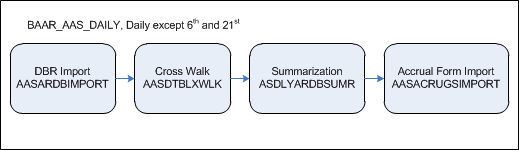 BAAR_AAS_DAILY, Daily except 6th and 21st
DBR Import
AASARDBIMPORT
Cross Walk
AASDTBLXWLK
Summarization
ASDLYARDBSUMR
Accrual Form Import
AASACRUGSIMPORT